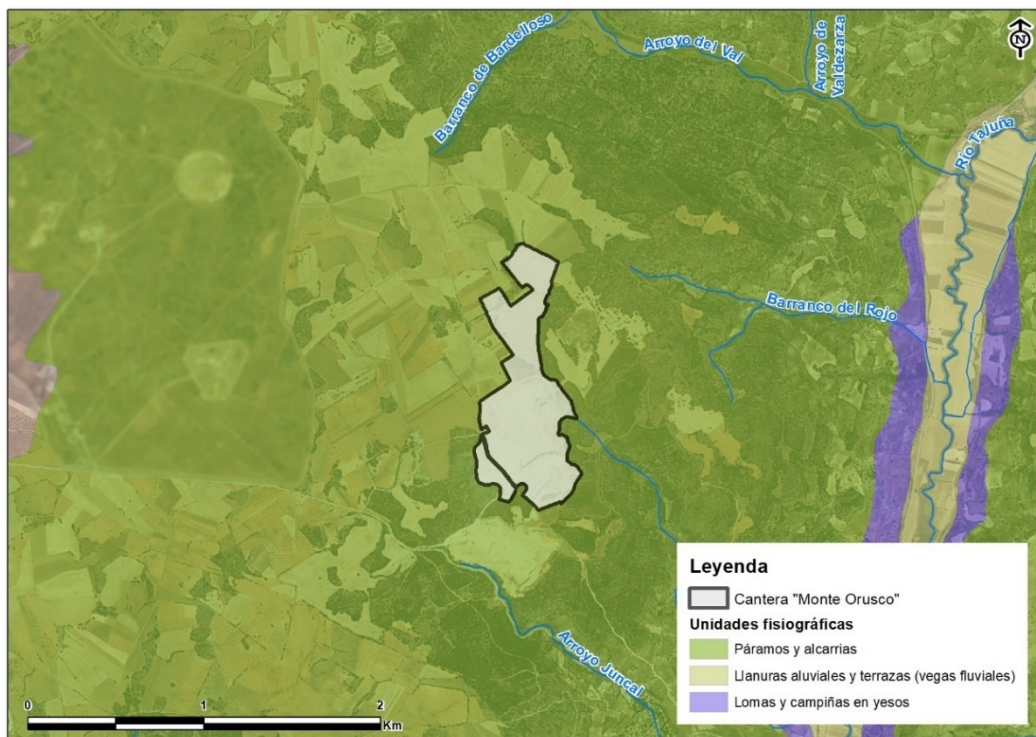 N
Barranco de Bardelloso
Arroyo del Val
Arroyo de
Valdezarza
Río Tajuña
Barranco del Rojo
Arroyo Juncal
Leyenda
Cantera "Monte Orusco"
Unidades fisiográficas
Páramos y alcarrias
Llanuras aluviales y terrazas (vegas fluviales)
Lomas y campiñas en yesos
0 1 2
Km